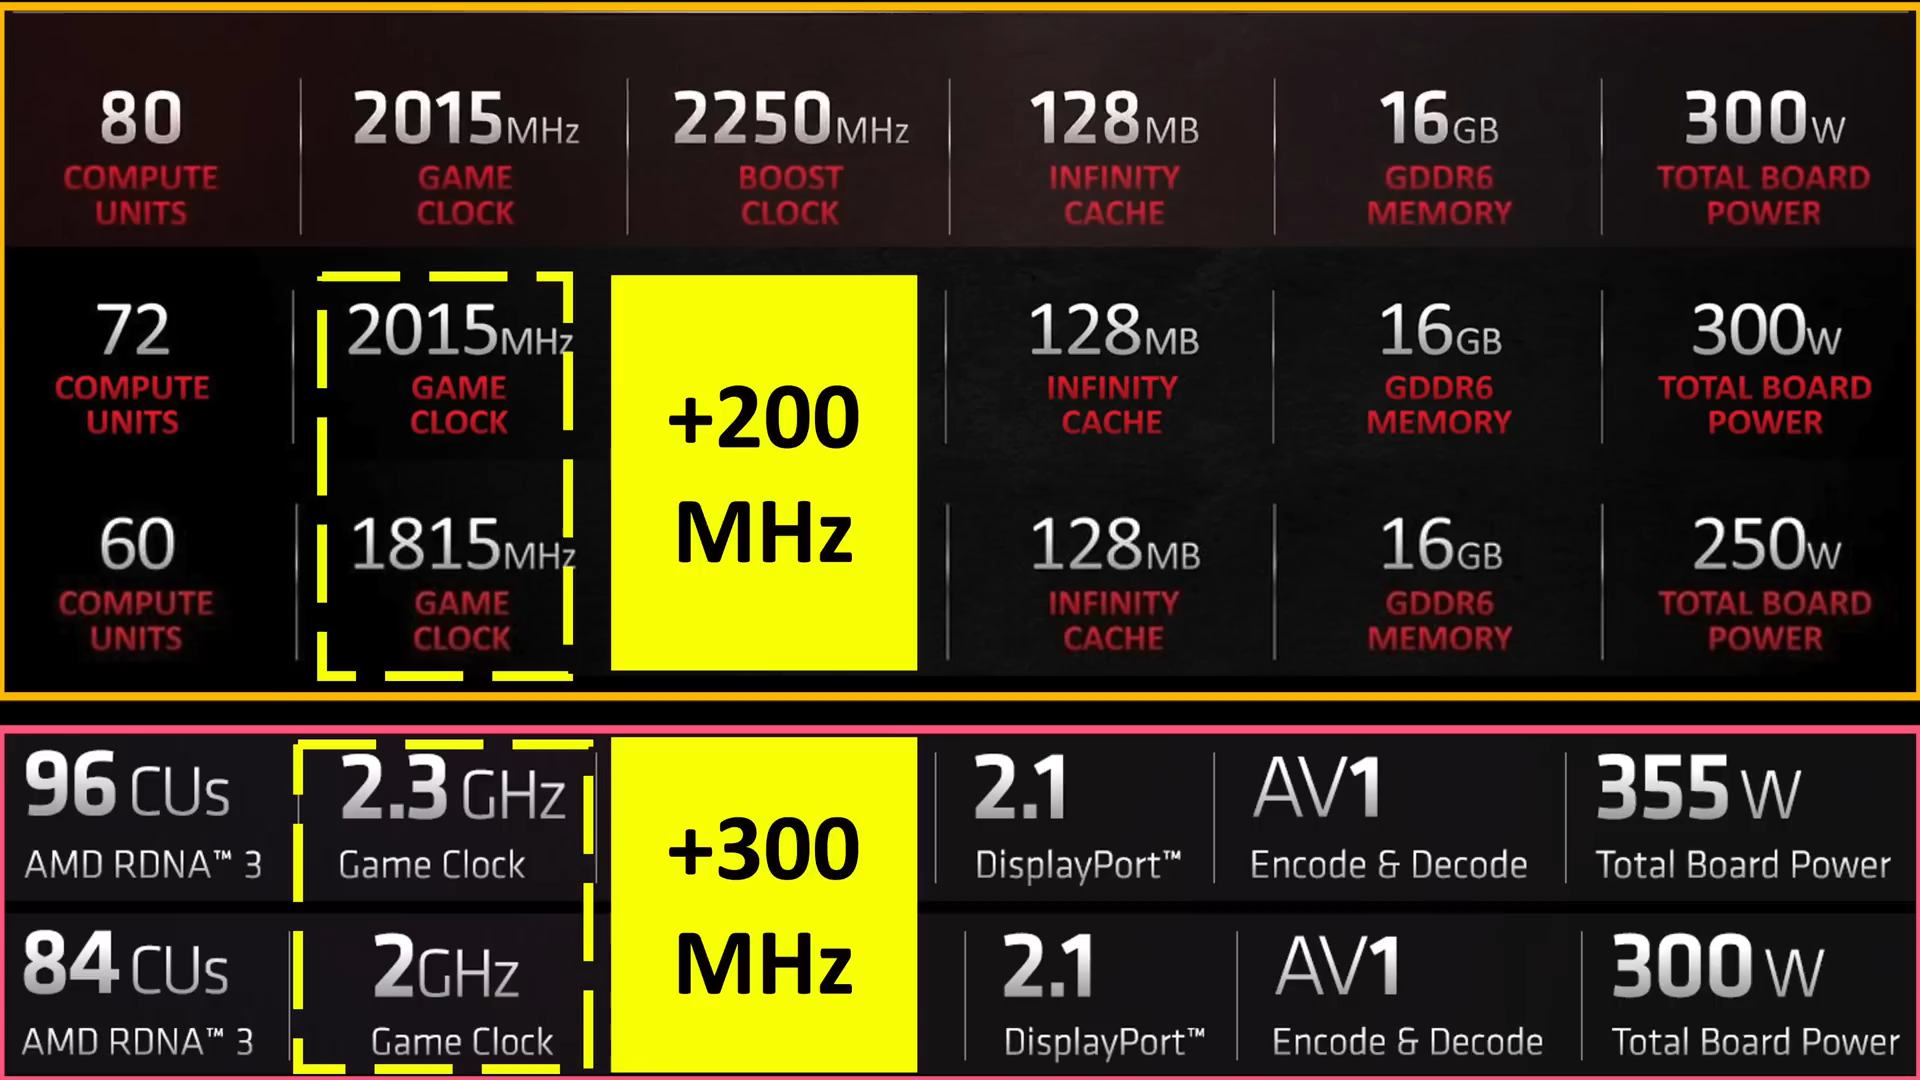 80
COMPUTE
UNITS
2015MHz
GAME
CLOCK
2250MHz
BOOST
CLOCK
128MB
INFINITY
CACHE
16GB
GDDR6
MEMORY
300W
TOTAL BOARD
POWER
72
COMPUTE
UNITS
2015MHz
GAME
CLOCK
128MB
INFINITY
CACHE
16GB
GDDR6
MEMORY
300W
TOTAL BOARD
POWER
60
COMPUTE
UNITS
1815MHz
GAME
CLOCK
+200
MHz
128MB
INFINITY
CACHE
16GB
GDDR6
MEMORY
250W
TOTAL BOARD
POWER
96 CUs
AMD RDNA™ 3
2.3 GHz
Game Clock
2.1
DisplayPort™
AV1
Encode & Decode
355 W
Total Board Power
84 CUs
AMD RDNA™ 3
2GHz
Game Clock
+300
MHz
2.1
DisplayPort™
AV1
Encode & Decode
300 W
Total Board Power